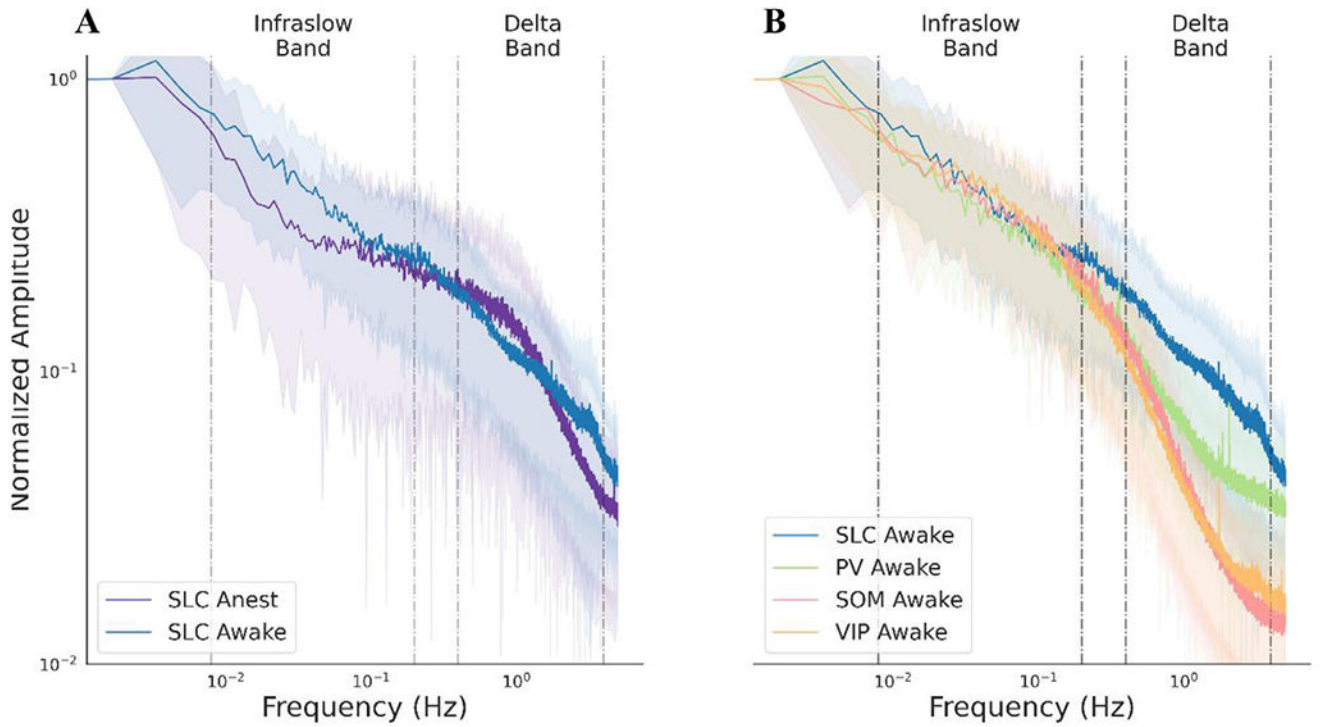 A
Infraslow
Band
Delta
Band
B
Infraslow
Band
Delta
Band
Normalized Amplitude
10⁰
10⁻¹
10⁻²
SLC Anest
SLC Awake
SLC Awake
PV Awake
SOM Awake
VIP Awake
10⁻² 10⁻¹ 10⁰
10⁻² 10⁻¹ 10⁰
Frequency (Hz)
Frequency (Hz)